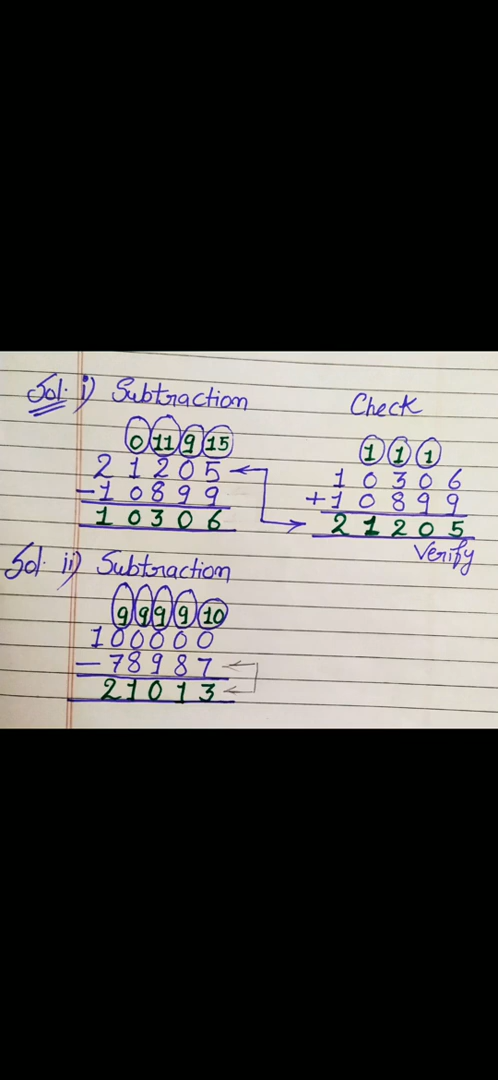 Sol. i) Subtraction
0 11 9 15
2 1 2 0 5
- 1 0 8 9 9
1 0 3 0 6
Check
1 1 1
1 0 3 0 6
+ 1 0 8 9 9
2 1 2 0 5
Verify
Sol. ii) Subtraction
9 9 9 9 10
1 0 0 0 0 0
- 7 8 9 8 7
2 1 0 1 3